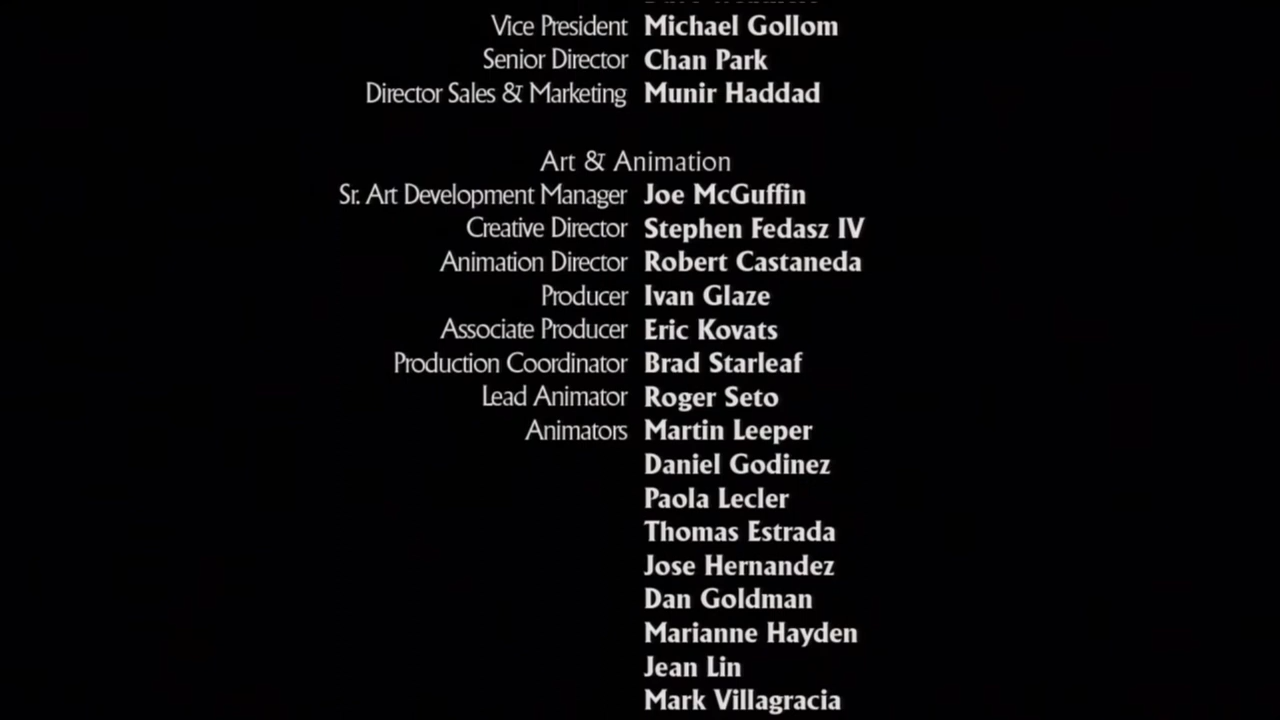 Vice President Michael Gollom
Senior Director Chan Park
Director Sales & Marketing Munir Haddad
Art & Animation
Sr. Art Development Manager Joe McGuffin
Creative Director Stephen Fedasz IV
Animation Director Robert Castaneda
Producer Ivan Glaze
Associate Producer Eric Kovats
Production Coordinator Brad Starleaf
Lead Animator Roger Seto
Animators Martin Leeper
Daniel Godinez
Paola Lecler
Thomas Estrada
Jose Hernandez
Dan Goldman
Marianne Hayden
Jean Lin
Mark Villagracia